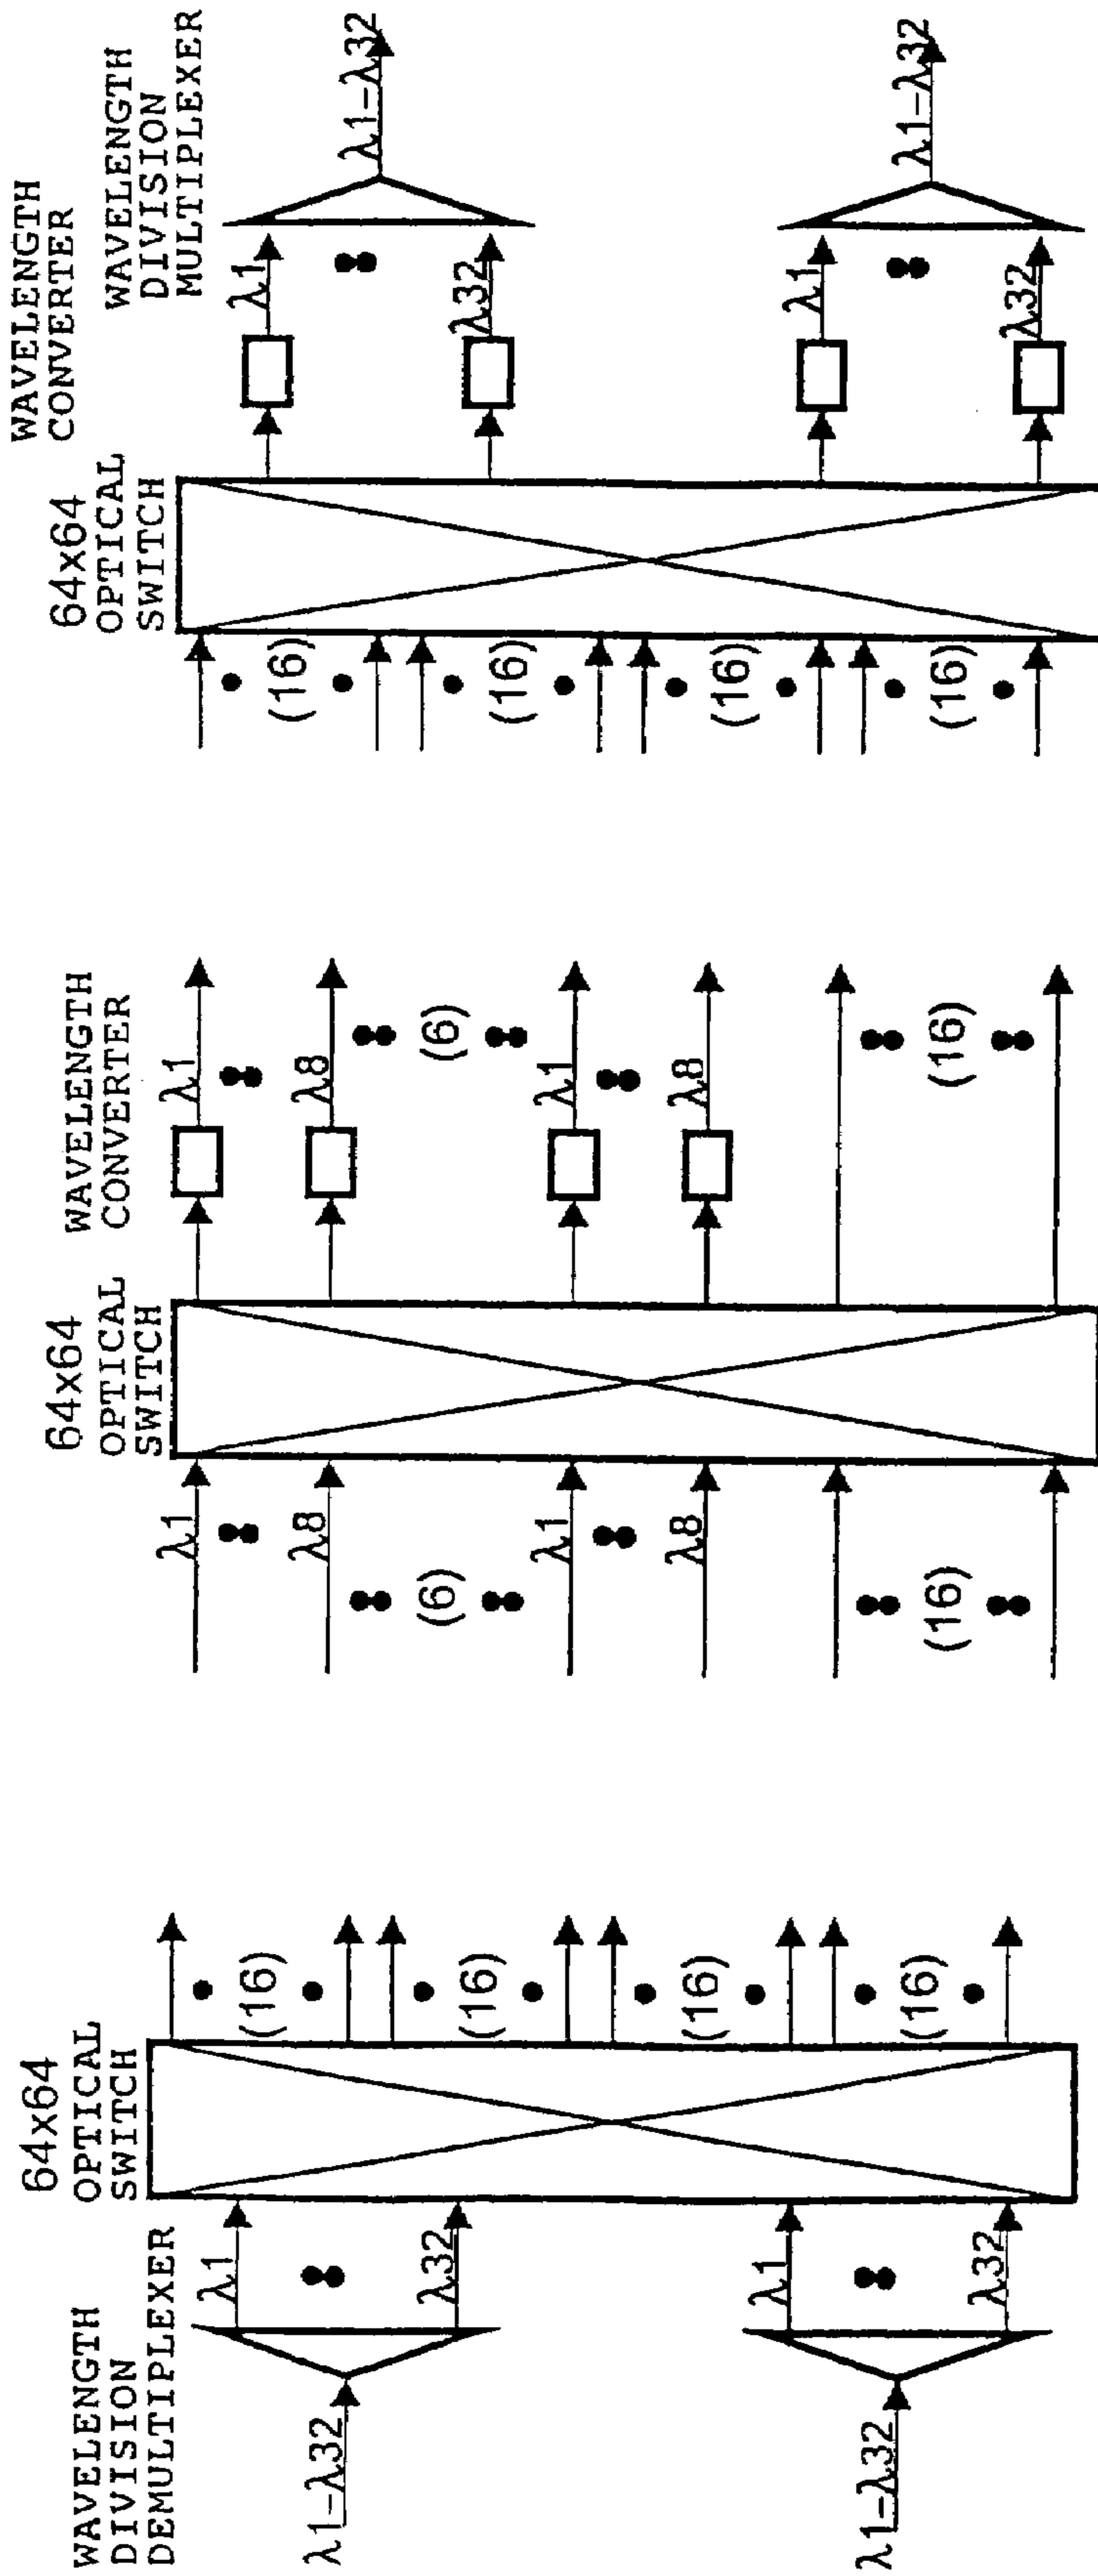 WAVELENGTH
DIVISION
DEMULTIPLEXER
64x64
OPTICAL
SWITCH
λ1-λ32
λ1
λ32
λ1-λ32
λ1
λ32
(16)
(16)
(16)
(16)
64x64
OPTICAL
SWITCH
WAVELENGTH
CONVERTER
λ1
λ8
(6)
λ1
λ8
(16)
λ1
λ8
(6)
λ1
λ8
(16)
64x64
OPTICAL
SWITCH
WAVELENGTH
CONVERTER
WAVELENGTH
DIVISION
MULTIPLEXER
(16)
(16)
(16)
(16)
λ1
λ32
λ1-λ32
λ1
λ32
λ1-λ32